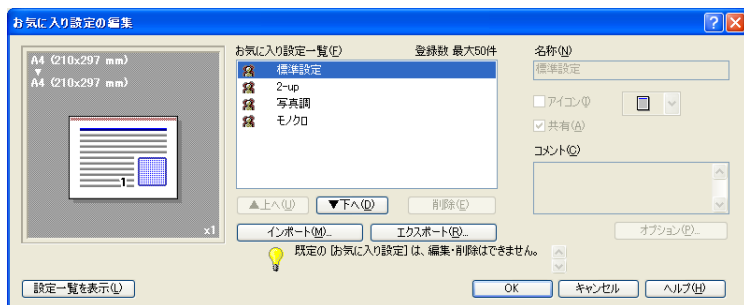 お気に入り設定の編集
A4 (210x297 mm)
A4 (210x297 mm)
1
x1
お気に入り設定一覧(F) 登録数 最大50件
標準設定
2-up
写真調
モノクロ
▲上へ(U) ▼下へ(D) 削除(E)
インポート(M)... エクスポート(R)...
既定の [お気に入り設定] は、編集・削除はできません。
名称(N)
標準設定
アイコン(I)
共有(A)
コメント(C)
オプション(P)...
設定一覧を表示(L) OK キャンセル ヘルプ(H)